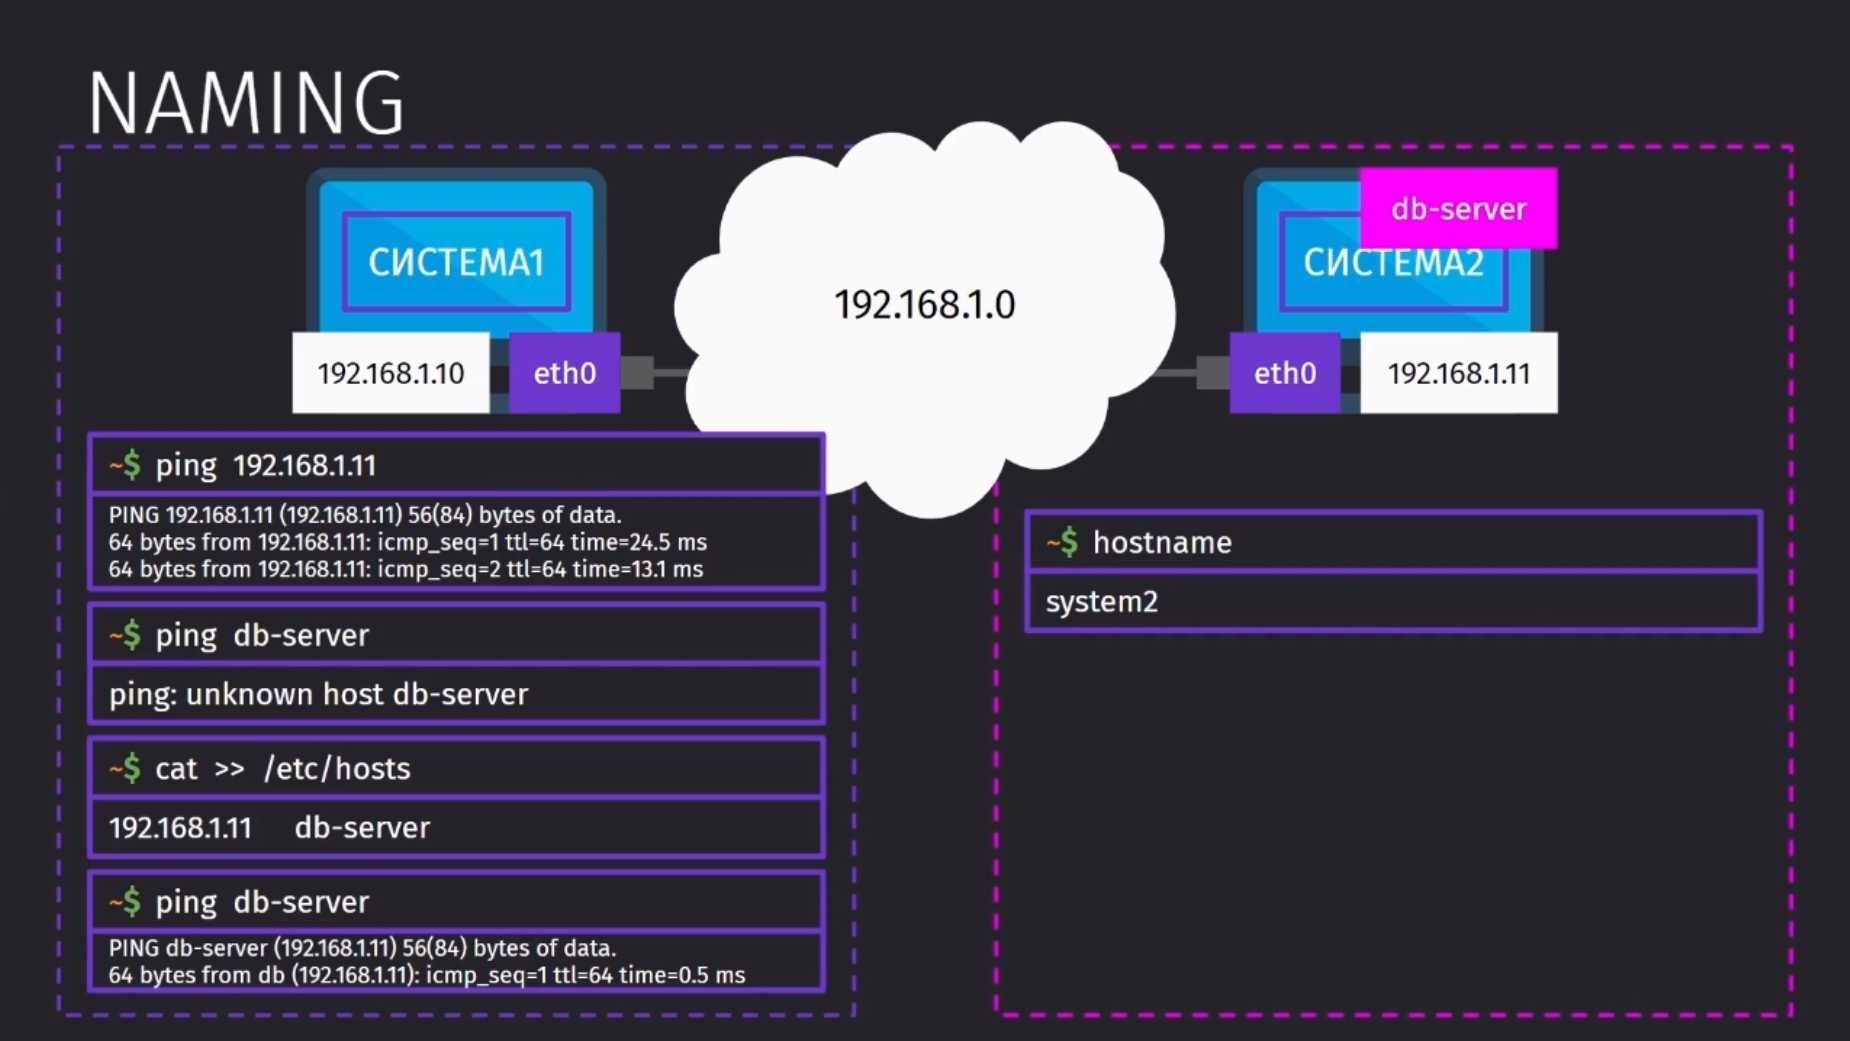 NAMING
СИСТЕМА1
192.168.1.10
eth0
192.168.1.0
db-server
СИСТЕМА2
eth0
192.168.1.11
~$ ping 192.168.1.11
PING 192.168.1.11 (192.168.1.11) 56(84) bytes of data.
64 bytes from 192.168.1.11: icmp_seq=1 ttl=64 time=24.5 ms
64 bytes from 192.168.1.11: icmp_seq=2 ttl=64 time=13.1 ms
~$ ping db-server
ping: unknown host db-server
~$ cat >> /etc/hosts
192.168.1.11 db-server
~$ ping db-server
PING db-server (192.168.1.11) 56(84) bytes of data.
64 bytes from db (192.168.1.11): icmp_seq=1 ttl=64 time=0.5 ms
~$ hostname
system2